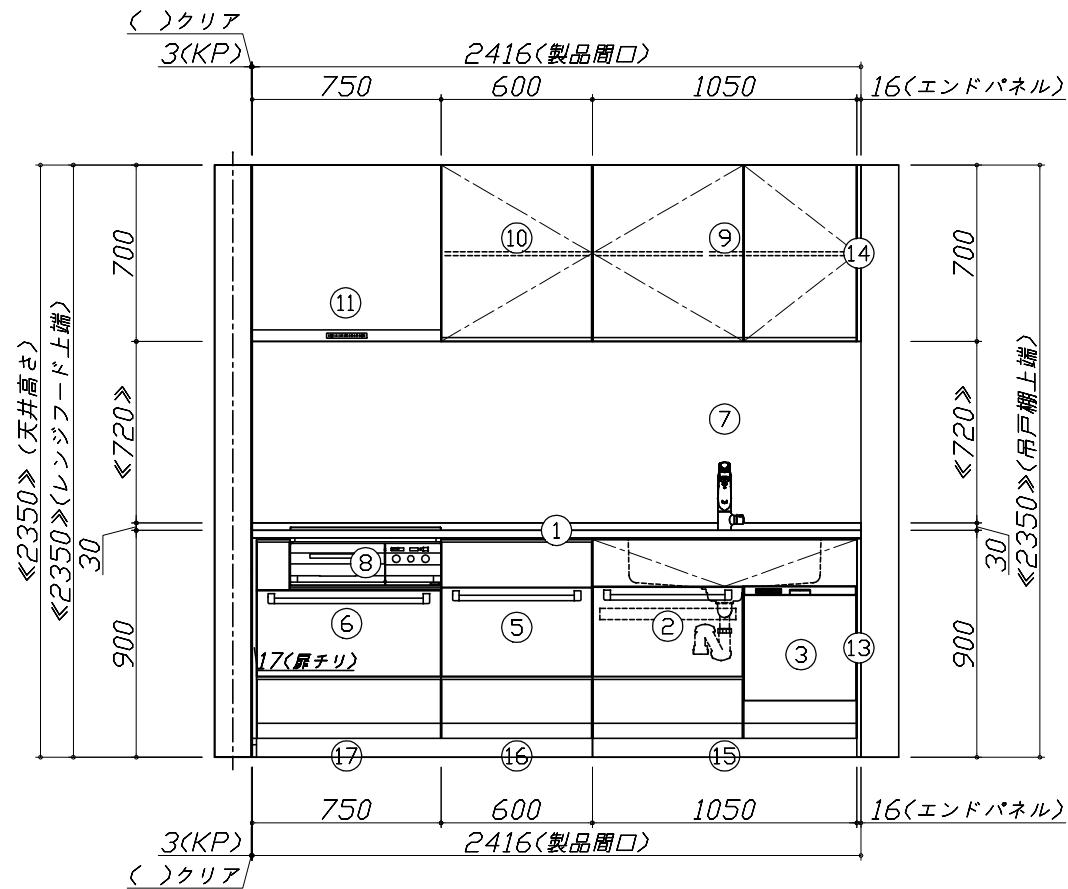 ( )クリア
3(KP)
2416(製品間口)
750
600
1050
16(エンドパネル)
700
≪720≫
30
900
≪2350≫(天井高さ)
≪2350≫(レンジフード上端)
10
9
14
11
7
1
8
6
5
2
3
13
17(扉チリ)
17
16
15
700
≪720≫
30
900
≪2350≫(吊戸棚上端)
750
600
1050
16(エンドパネル)
3(KP)
2416(製品間口)
( )クリア